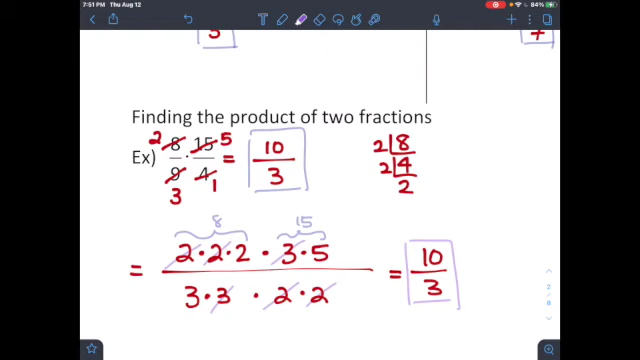 7:51 PM Thu Aug 12
84%
Finding the product of two fractions
2 8 15 5
Ex) — · — = 10/3
9 4
3 1
2 8
2 4
2
8 15
2 · 2 · 2 · 3 · 5
= = 10/3
3 · 3 · 2 · 2
2
8